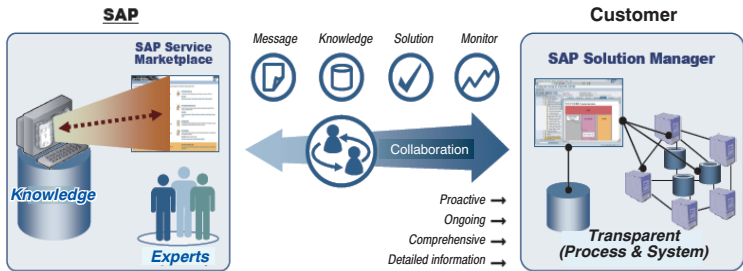 SAP
Customer
SAP Service
Marketplace
Knowledge
Experts
Message
Knowledge
Solution
Monitor
Collaboration
Proactive →
Ongoing →
Comprehensive →
Detailed information →
SAP Solution Manager
Transparent
(Process & System)